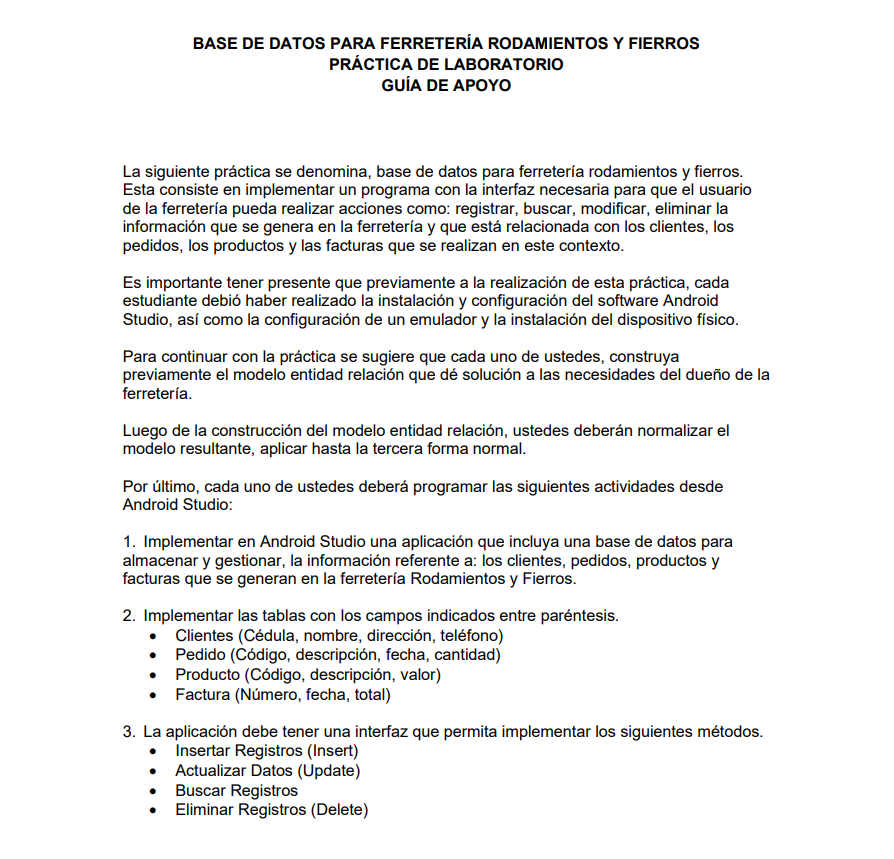 BASE DE DATOS PARA FERRETERÍA RODAMIENTOS Y FIERROS
PRÁCTICA DE LABORATORIO
GUÍA DE APOYO
La siguiente práctica se denomina, base de datos para ferretería rodamientos y fierros.
Esta consiste en implementar un programa con la interfaz necesaria para que el usuario
de la ferretería pueda realizar acciones como: registrar, buscar, modificar, eliminar la
información que se genera en la ferretería y que está relacionada con los clientes, los
pedidos, los productos y las facturas que se realizan en este contexto.
Es importante tener presente que previamente a la realización de esta práctica, cada
estudiante debió haber realizado la instalación y configuración del software Android
Studio, así como la configuración de un emulador y la instalación del dispositivo físico.
Para continuar con la práctica se sugiere que cada uno de ustedes, construya
previamente el modelo entidad relación que dé solución a las necesidades del dueño de la
ferretería.
Luego de la construcción del modelo entidad relación, ustedes deberán normalizar el
modelo resultante, aplicar hasta la tercera forma normal.
Por último, cada uno de ustedes deberá programar las siguientes actividades desde
Android Studio:
1. Implementar en Android Studio una aplicación que incluya una base de datos para
almacenar y gestionar, la información referente a: los clientes, pedidos, productos y
facturas que se generan en la ferretería Rodamientos y Fierros.
2. Implementar las tablas con los campos indicados entre paréntesis.
• Clientes (Cédula, nombre, dirección, teléfono)
• Pedido (Código, descripción, fecha, cantidad)
• Producto (Código, descripción, valor)
• Factura (Número, fecha, total)
3. La aplicación debe tener una interfaz que permita implementar los siguientes métodos.
• Insertar Registros (Insert)
• Actualizar Datos (Update)
• Buscar Registros
• Eliminar Registros (Delete)